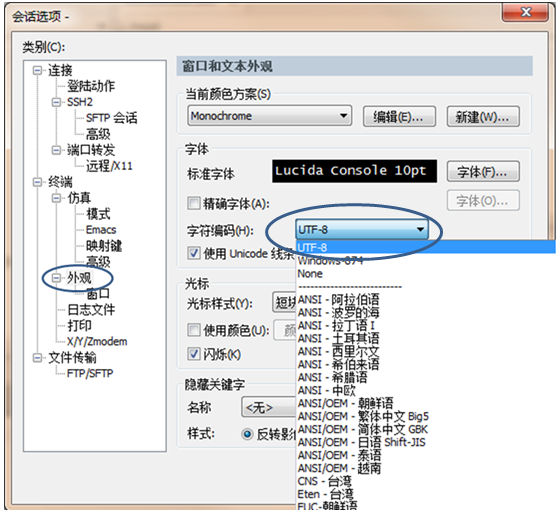 会话选项 -
类别(C):
连接
登陆动作
SSH2
SFTP 会话
高级
端口转发
远程/X11
终端
仿真
模式
Emacs
映射键
高级
外观
窗口
日志文件
打印
X/Y/Zmodem
文件传输
FTP/SFTP
窗口和文本外观
当前颜色方案(S)
Monochrome
编辑(E)...
新建(W)...
字体
标准字体
Lucida Console 10pt
字体(F)...
精确字体(A):
字体(O)...
字符编码(H):
UTF-8
使用 Unicode 线条
UTF-8
Windows-874
None
----------------------------
ANSI - 阿拉伯语
ANSI - 波罗的海
ANSI - 拉丁语 I
ANSI - 土耳其语
ANSI - 西里尔文
ANSI - 希伯来语
ANSI - 希腊语
ANSI - 中欧
ANSI/OEM - 朝鲜语
ANSI/OEM - 繁体中文 Big5
ANSI/OEM - 简体中文 GBK
ANSI/OEM - 日语 Shift-JIS
ANSI/OEM - 泰语
ANSI/OEM - 越南
CNS - 台湾
Eten - 台湾
EUC-朝鲜语
光标
光标样式(Y):
短块
使用颜色(U):
颜
闪烁(K)
隐藏关键字
名称
<无>
样式:
反转影